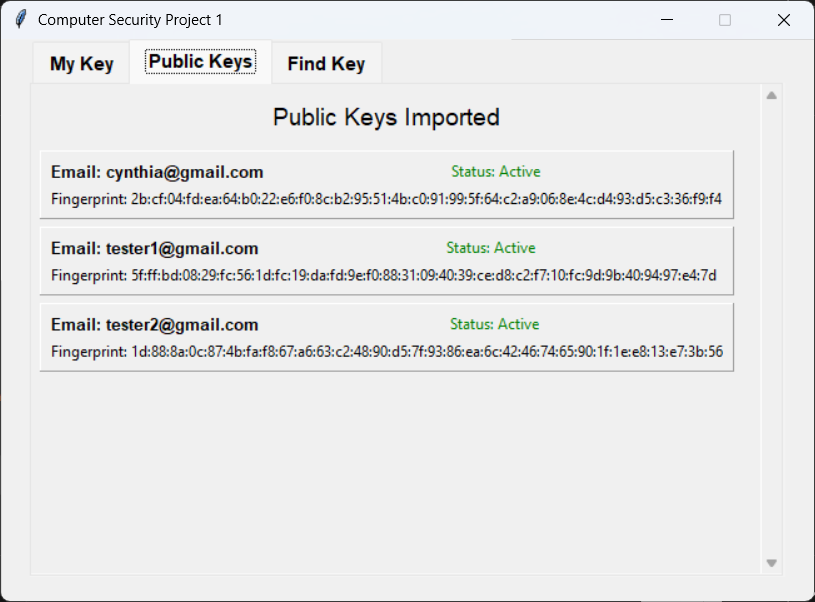 Computer Security Project 1
My Key
Public Keys
Find Key
Public Keys Imported
Email: cynthia@gmail.com
Status: Active
Fingerprint: 2b:cf:04:fd:ea:64:b0:22:e6:f0:8c:b2:95:51:4b:c0:91:99:5f:64:c2:a9:06:8e:4c:d4:93:d5:c3:36:f9:f4
Email: tester1@gmail.com
Status: Active
Fingerprint: 5f:ff:bd:08:29:fc:56:1d:fc:19:da:fd:9e:f0:88:31:09:40:39:ce:d8:c2:f7:10:fc:9d:9b:40:94:97:e4:7d
Email: tester2@gmail.com
Status: Active
Fingerprint: 1d:88:8a:0c:87:4b:fa:f8:67:a6:63:c2:48:90:d5:7f:93:86:ea:6c:42:46:74:65:90:1f:1e:e8:13:e7:3b:56